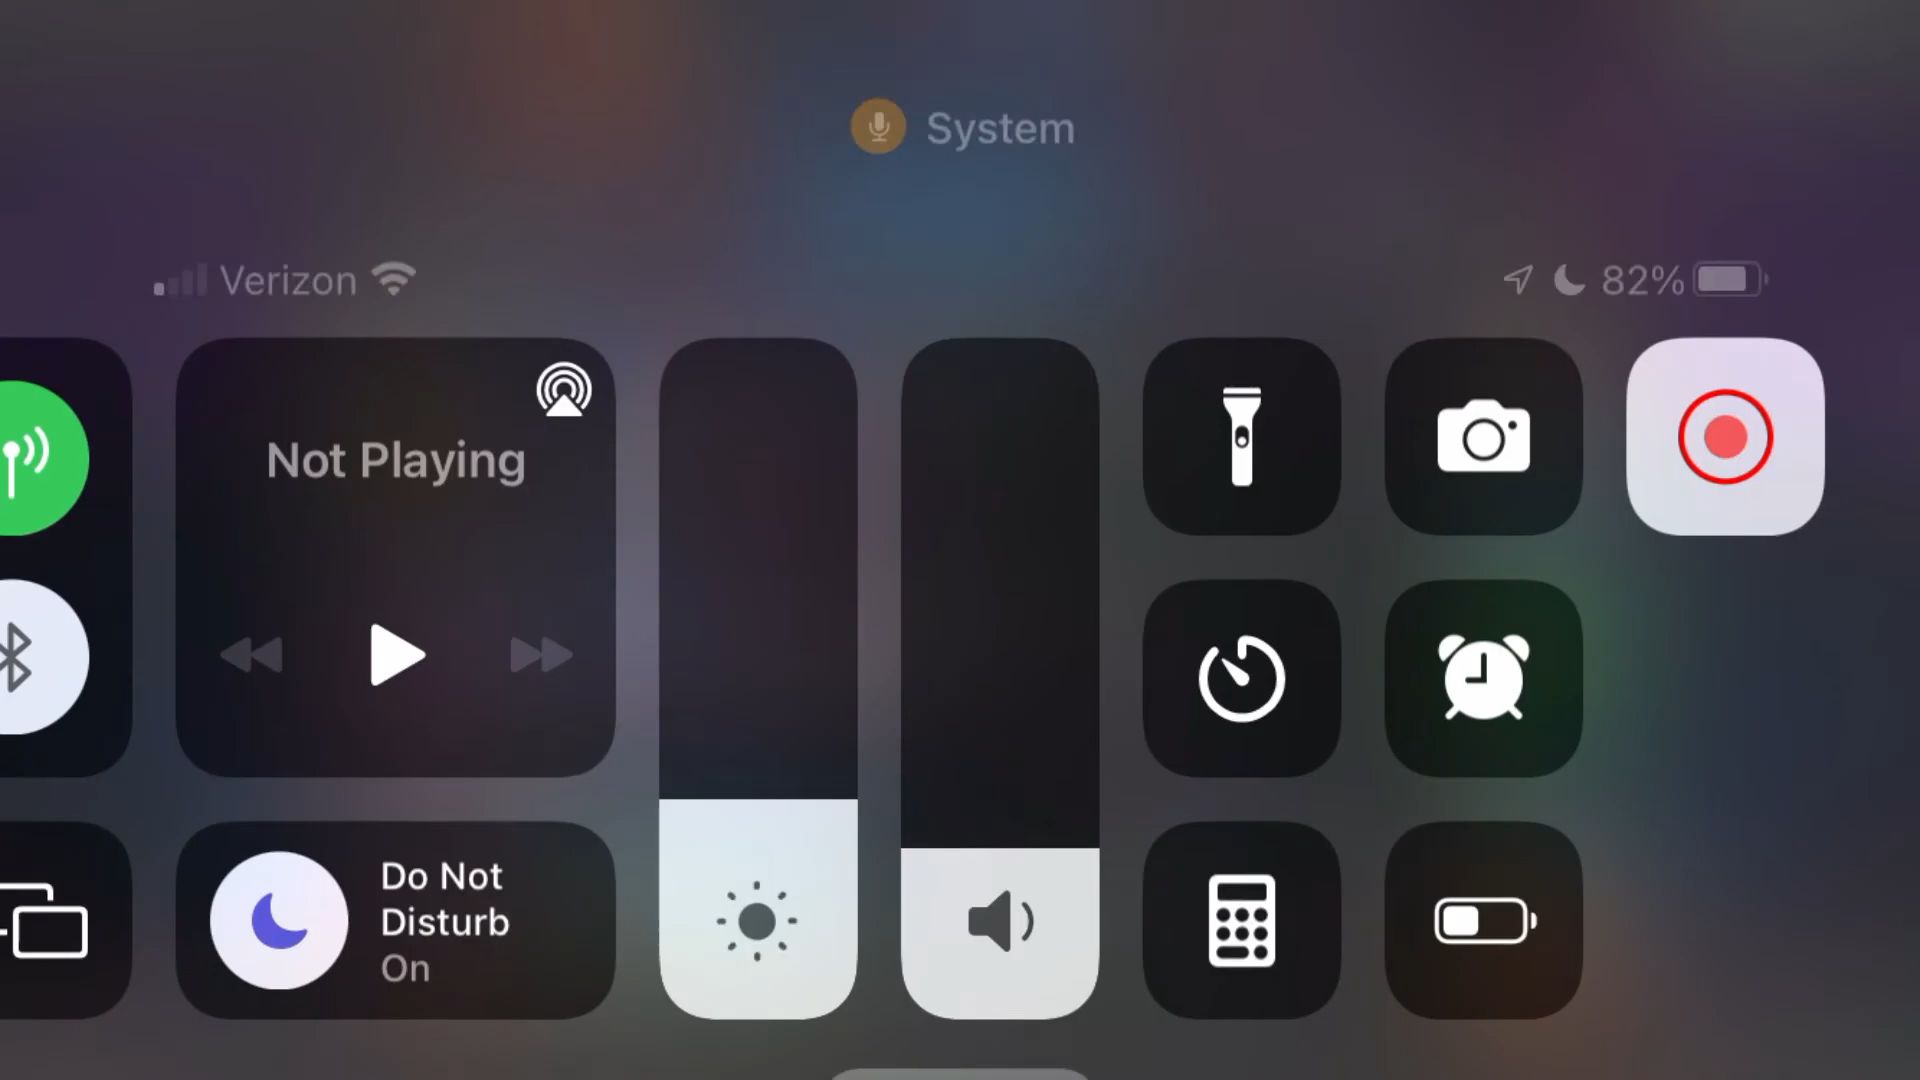 System
Verizon
82%
Not Playing
Do Not
Disturb
On